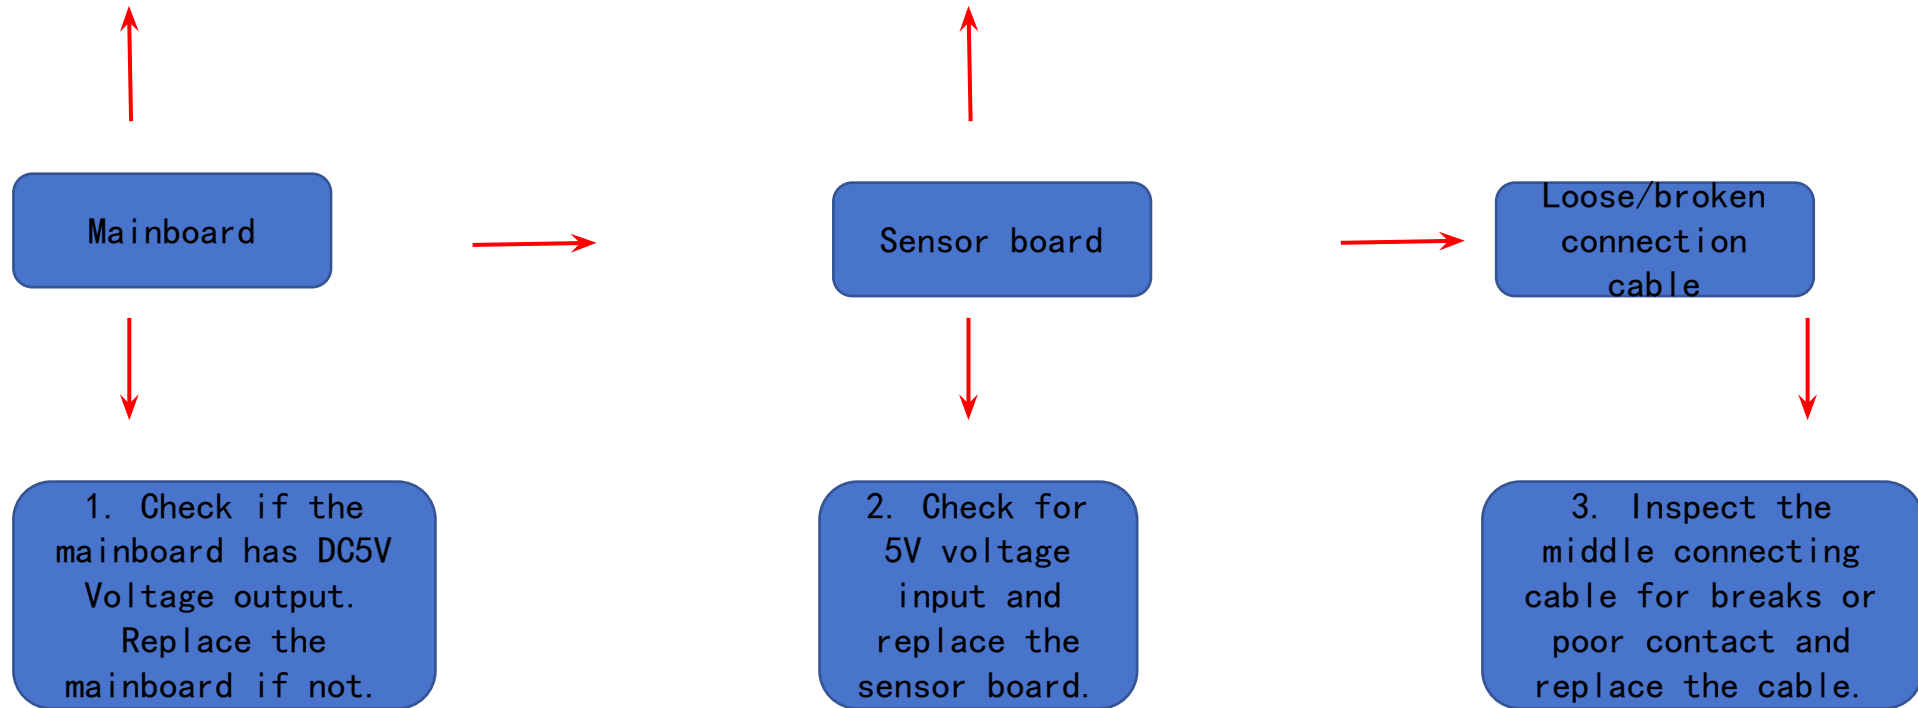 Mainboard
Sensor board
Loose/broken
connection
cable
1. Check if the
mainboard has DC5V
Voltage output.
Replace the
mainboard if not.
2. Check for
5V voltage
input and
replace the
sensor board.
3. Inspect the
middle connecting
cable for breaks or
poor contact and
replace the cable.